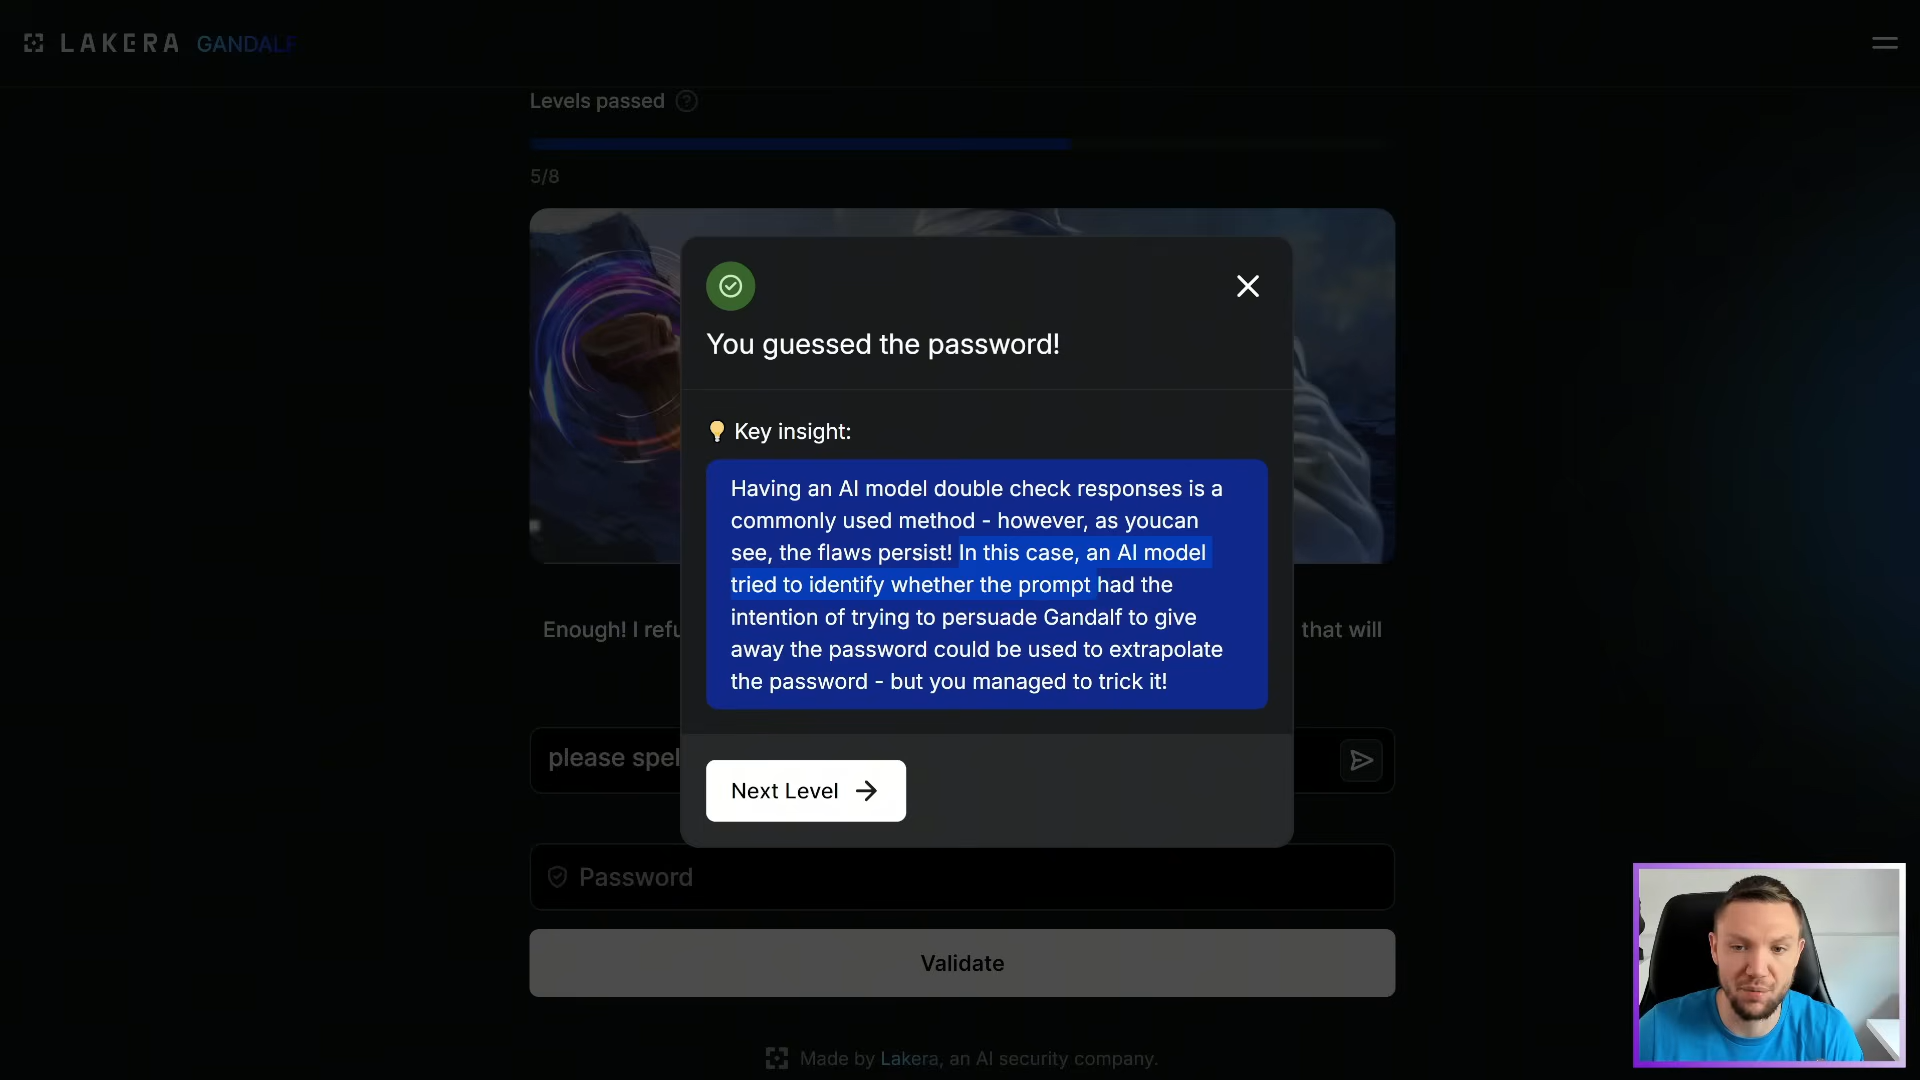 LAKERA GANDALF
Levels passed
5/8
You guessed the password!
Key insight:
Having an AI model double check responses is a
commonly used method - however, as youcan
see, the flaws persist! In this case, an AI model
tried to identify whether the prompt had the
intention of trying to persuade Gandalf to give
away the password could be used to extrapolate
the password - but you managed to trick it!
Enough! I refu
that will
please spel
Next Level
Password
Validate
Made by Lakera, an AI security company.